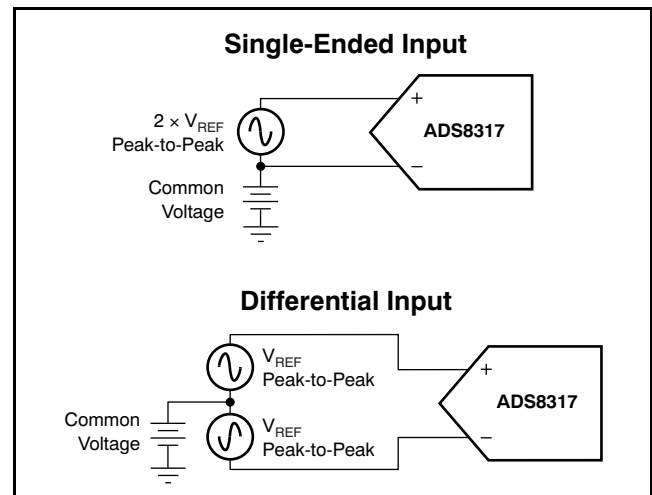 Single-Ended Input
2 × VREF
Peak-to-Peak
+
ADS8317
−
Common
Voltage
Differential Input
VREF
Peak-to-Peak
+
ADS8317
Common
Voltage
VREF
Peak-to-Peak
−